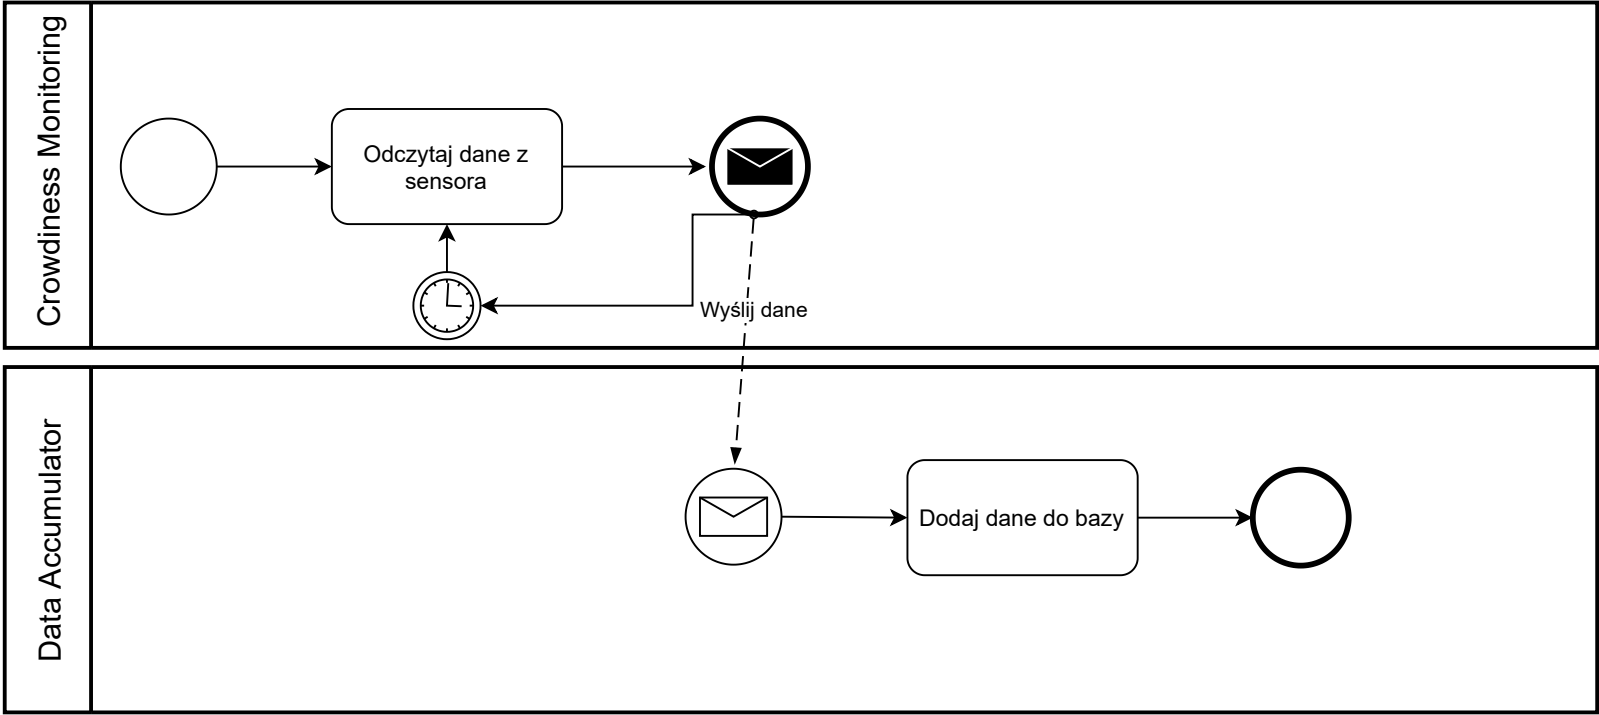 Crowdiness Monitoring
Odczytaj dane z
sensora
Wyślij dane
Data Accumulator
Dodaj dane do bazy